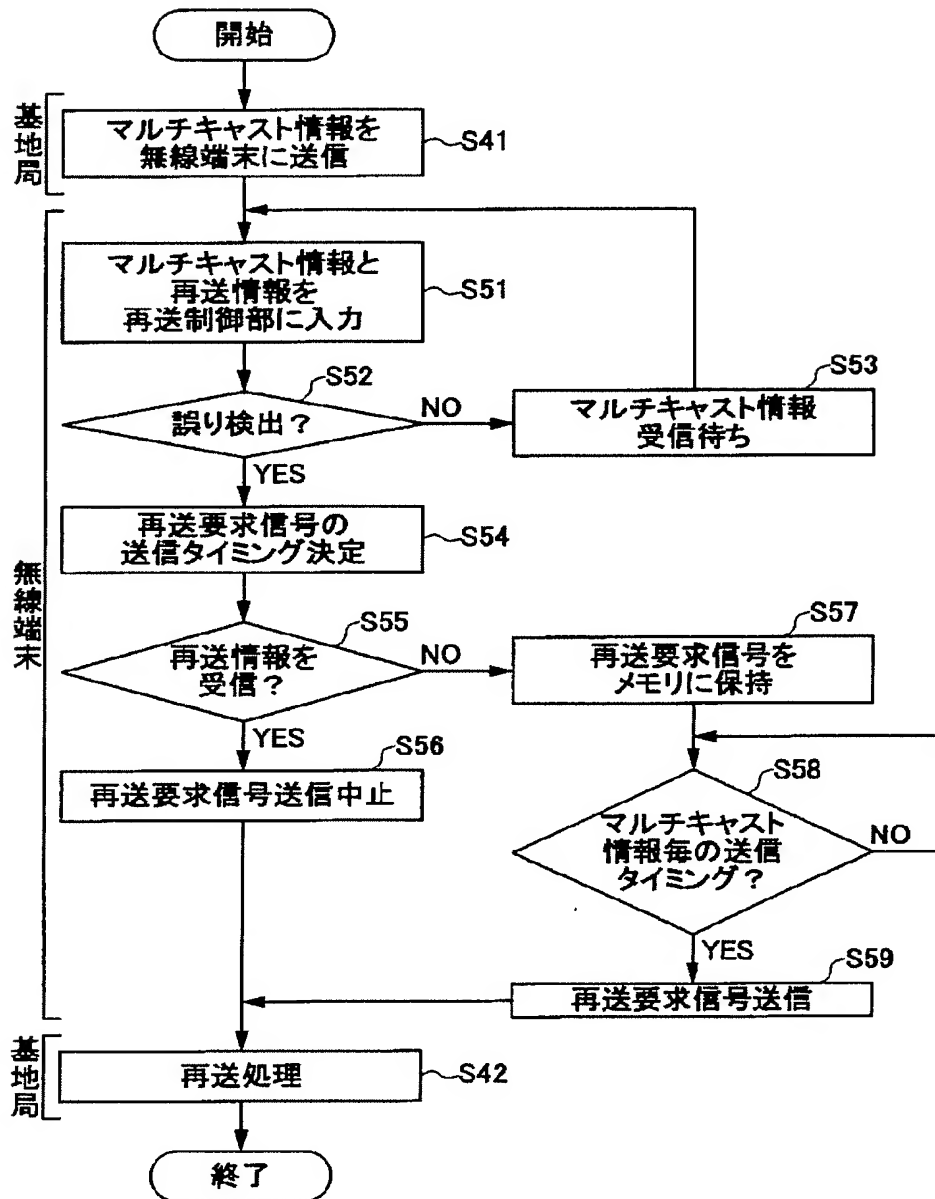 開始
基地局
マルチキャスト情報を
無線端末に送信
S41
無線端末
マルチキャスト情報と
再送情報を
再送制御部に入力
S51
S52
誤り検出？
NO
YES
S53
マルチキャスト情報
受信待ち
再送要求信号の
送信タイミング決定
S54
S55
再送情報を
受信？
NO
YES
S57
再送要求信号を
メモリに保持
S56
再送要求信号送信中止
S58
マルチキャスト
情報毎の送信
タイミング？
NO
YES
S59
再送要求信号送信
基地局
再送処理
S42
終了